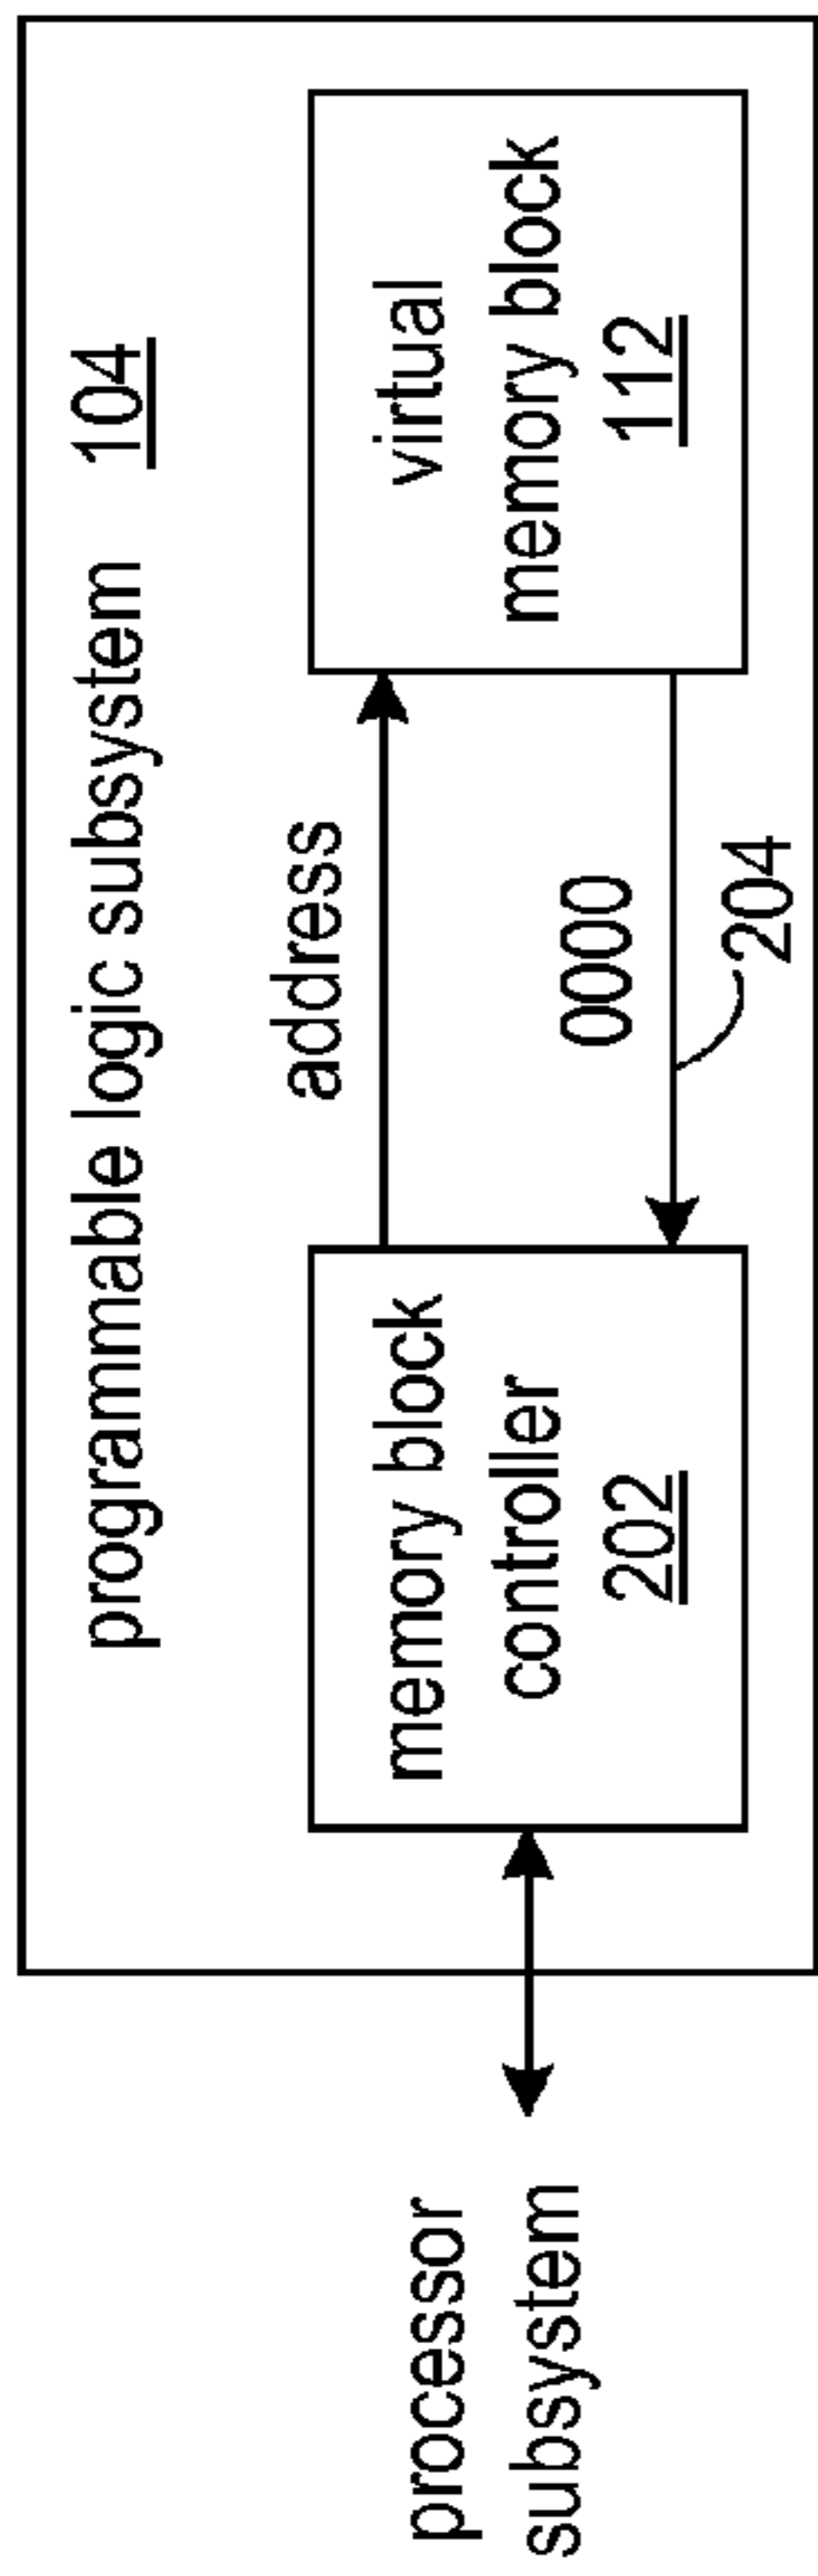 programmable logic subsystem 104
processor
subsystem
memory block
controller
202
address
0000
204
virtual
memory block
112